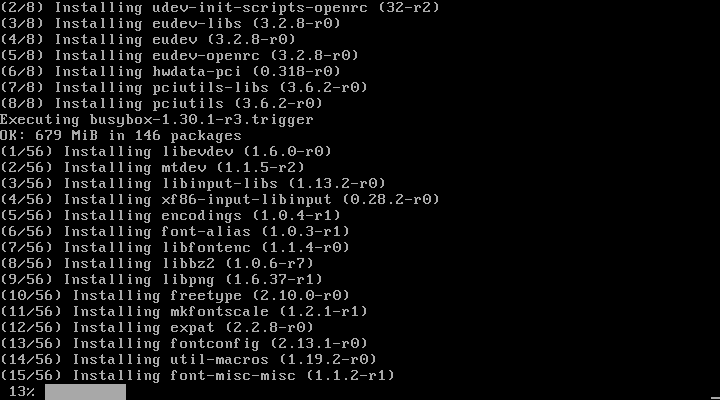 (2/8) Installing udev-init-scripts-openrc (32-r2)
(3/8) Installing eudev-libs (3.2.8-r0)
(4/8) Installing eudev (3.2.8-r0)
(5/8) Installing eudev-openrc (3.2.8-r0)
(6/8) Installing hwdata-pci (0.318-r0)
(7/8) Installing pciutils-libs (3.6.2-r0)
(8/8) Installing pciutils (3.6.2-r0)
Executing busybox-1.30.1-r3.trigger
OK: 679 MiB in 146 packages
(1/56) Installing libevdev (1.6.0-r0)
(2/56) Installing mtdev (1.1.5-r2)
(3/56) Installing libinput-libs (1.13.2-r0)
(4/56) Installing xf86-input-libinput (0.28.2-r0)
(5/56) Installing encodings (1.0.4-r1)
(6/56) Installing font-alias (1.0.3-r1)
(7/56) Installing libfontenc (1.1.4-r0)
(8/56) Installing libbz2 (1.0.6-r7)
(9/56) Installing libpng (1.6.37-r1)
(10/56) Installing freetype (2.10.0-r0)
(11/56) Installing mkfontscale (1.2.1-r1)
(12/56) Installing expat (2.2.8-r0)
(13/56) Installing fontconfig (2.13.1-r0)
(14/56) Installing util-macros (1.19.2-r0)
(15/56) Installing font-misc-misc (1.1.2-r1)
13%